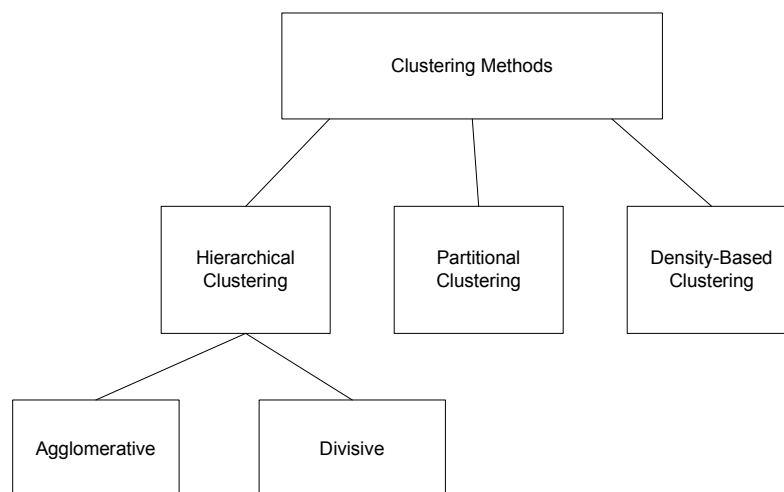 Clustering Methods
Hierarchical
Clustering
Partitional
Clustering
Density-Based
Clustering
Agglomerative
Divisive